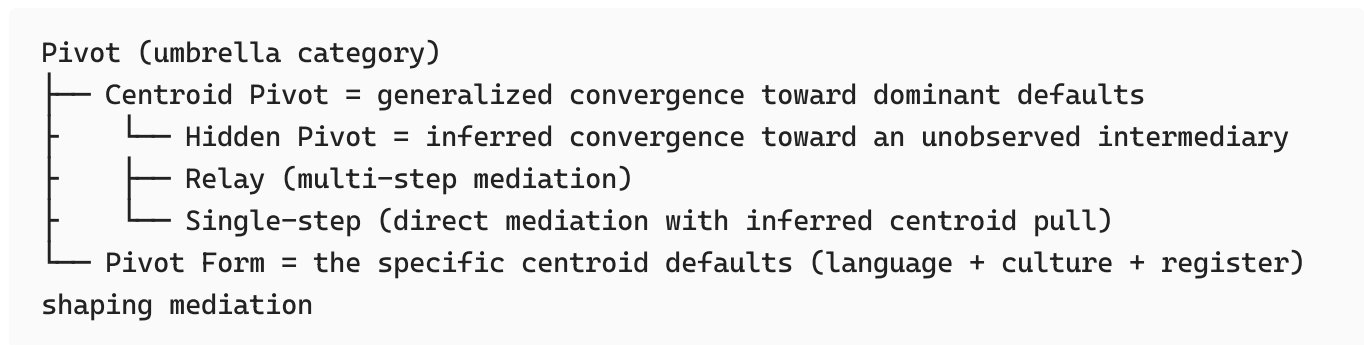 Pivot (umbrella category)
├── Centroid Pivot = generalized convergence toward dominant defaults
├    └── Hidden Pivot = inferred convergence toward an unobserved intermediary
├    ├── Relay (multi-step mediation)
├    └── Single-step (direct mediation with inferred centroid pull)
└── Pivot Form = the specific centroid defaults (language + culture + register)
shaping mediation